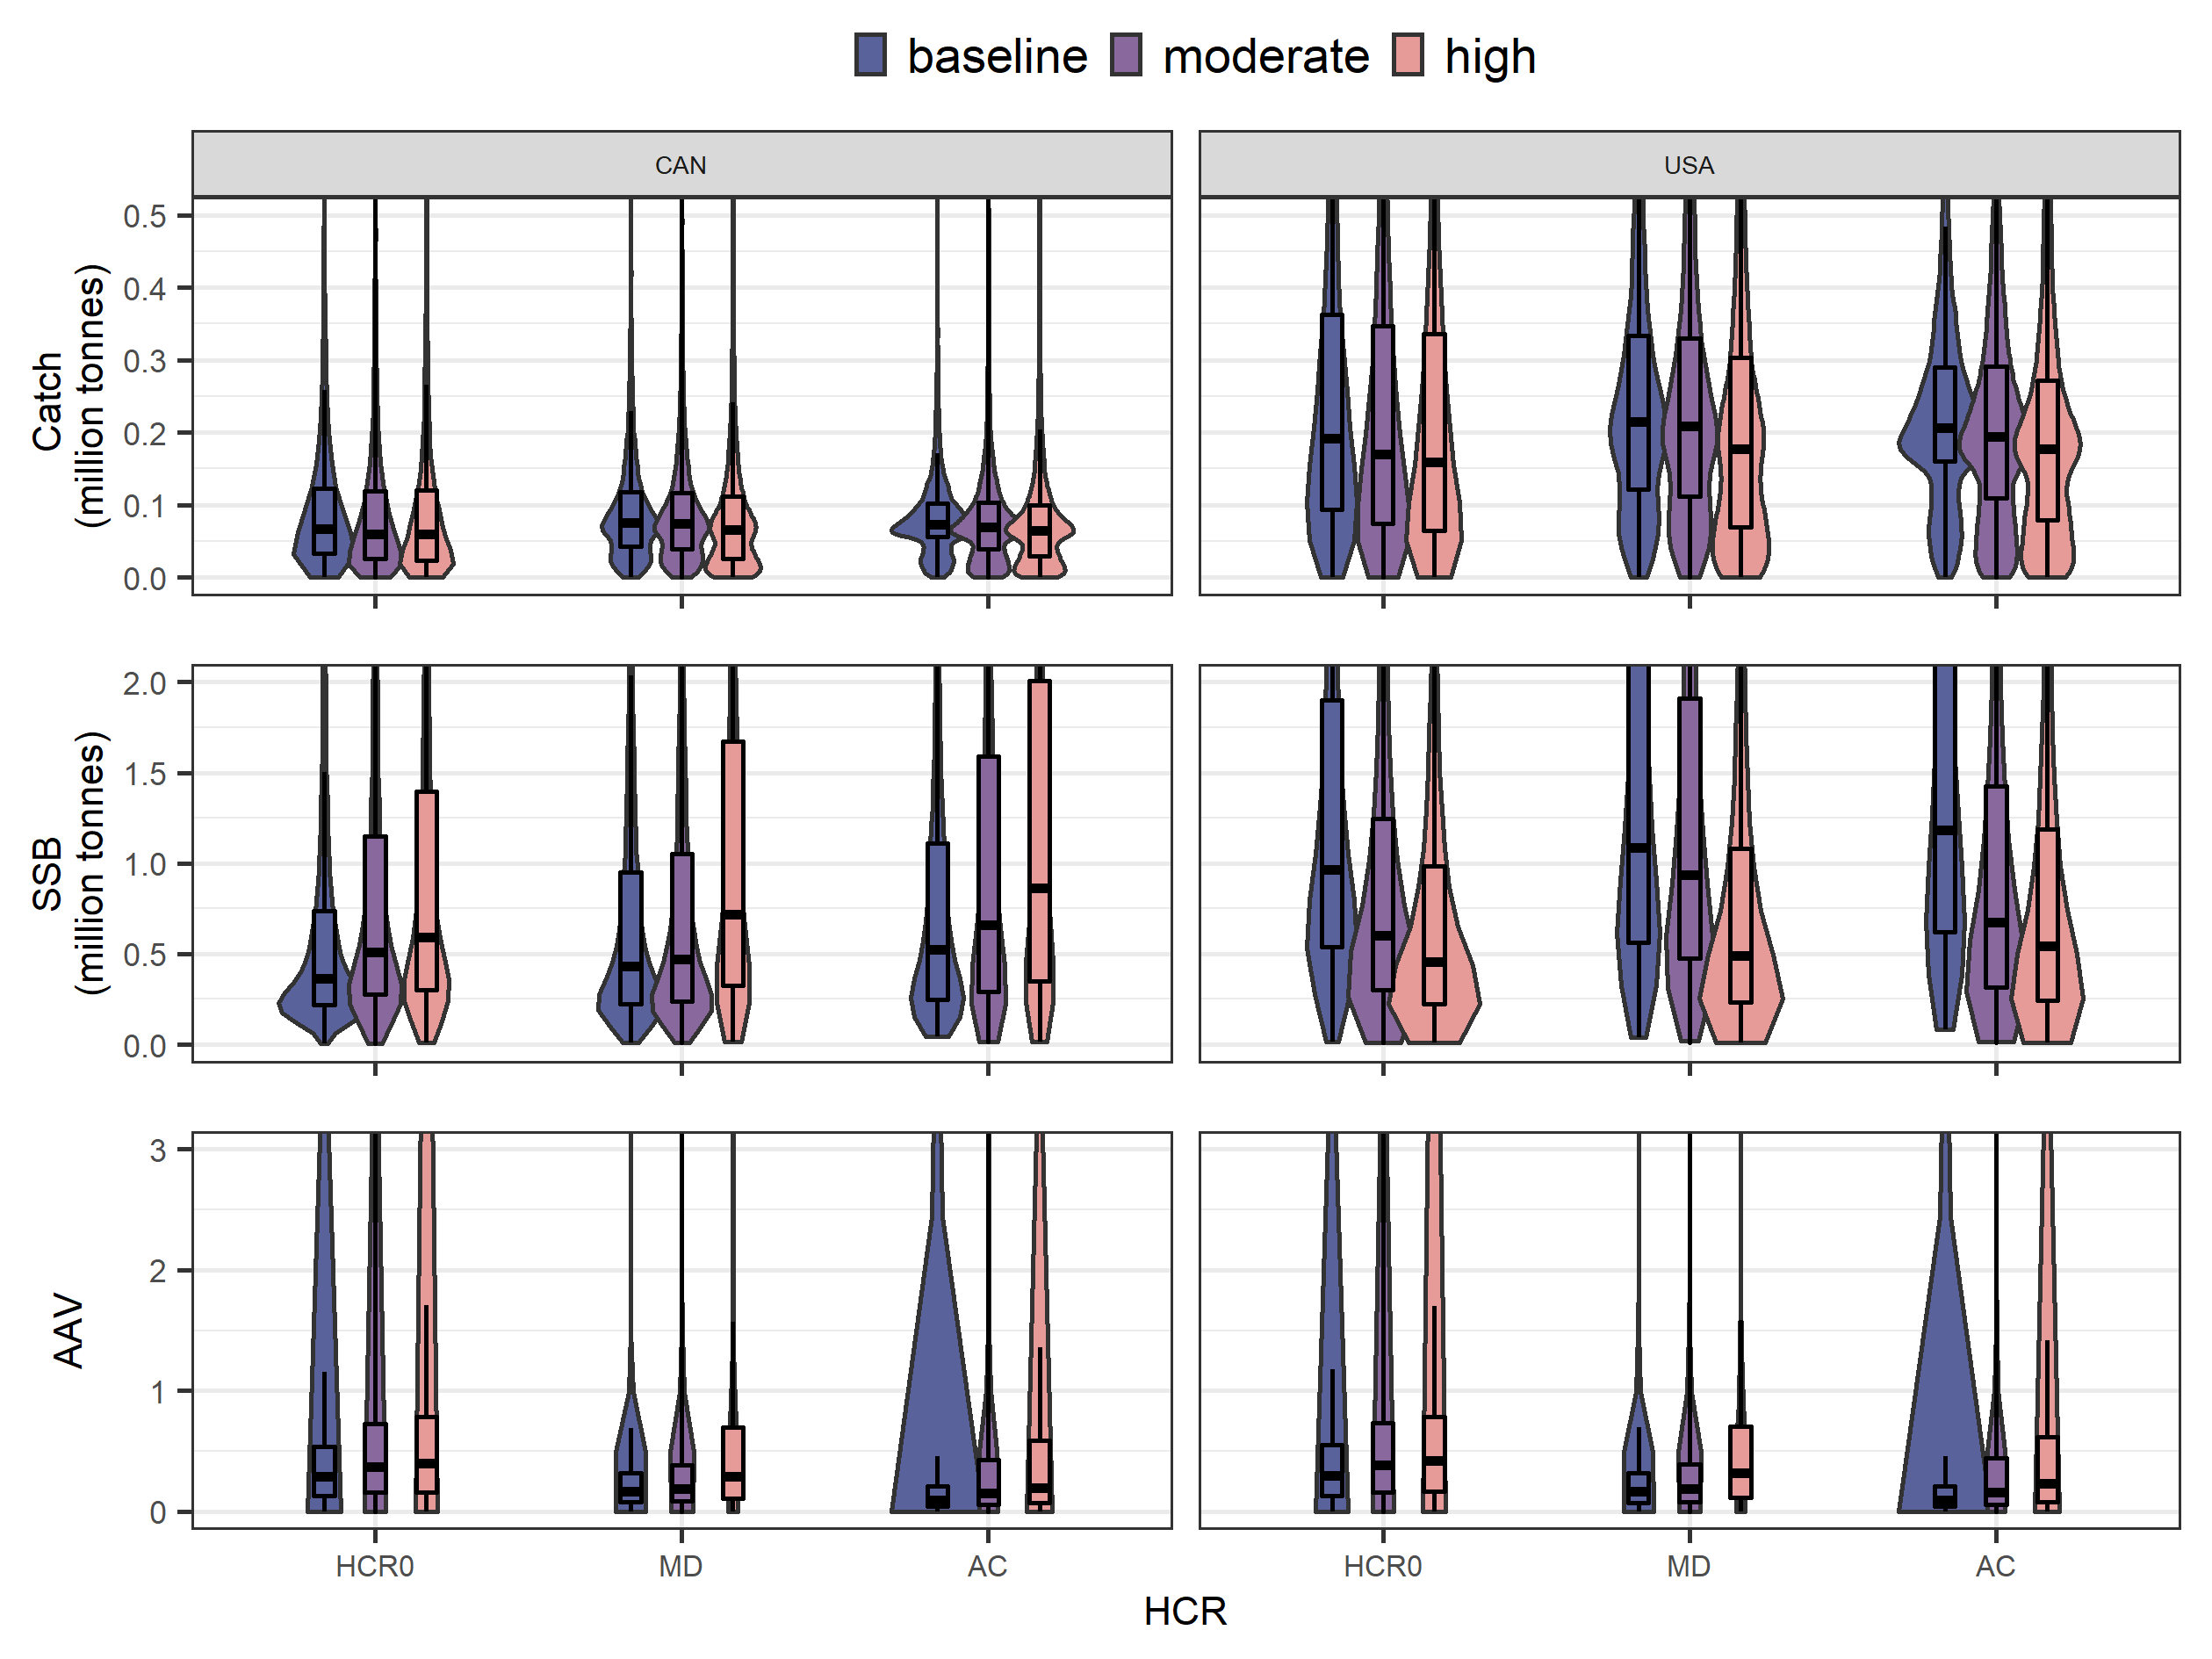 baseline moderate high
CAN USA
Catch
(million tonnes)
0.5
0.4
0.3
0.2
0.1
0.0
SSB
(million tonnes)
2.0
1.5
1.0
0.5
0.0
AAV
3
2
1
0
HCR0 MD AC HCR0 MD AC
HCR